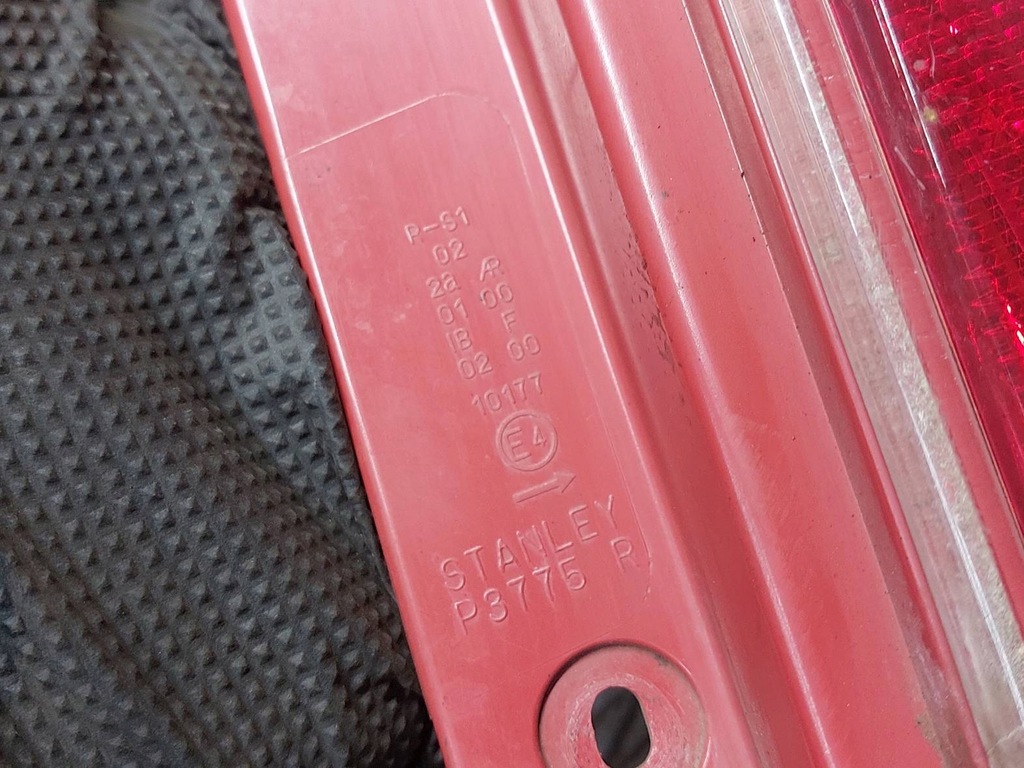 R-S1
02
2a AR
01 00
IB F
02 00
10177
E4
STANLEY
P3775 R